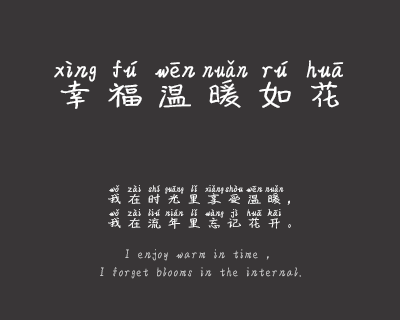 xìng fú wēn nuǎn rú huā
幸福温暖如花
wǒ zài shí guāng lǐ xiǎng shòu wēn nuǎn
我在时光里享受温暖，
wǒ zài liú nián lǐ wàng jì huā kāi
我在流年里忘记花开。
I enjoy warm in time ,
I forget blooms in the internal.